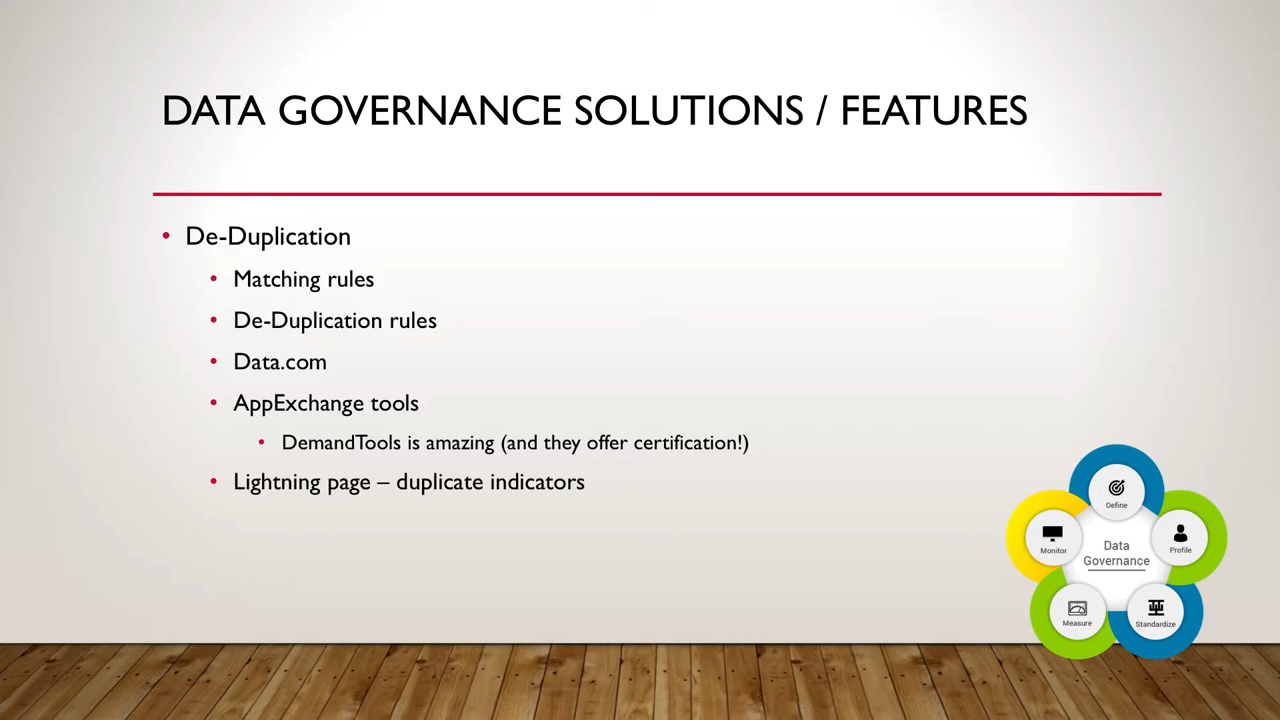 DATA GOVERNANCE SOLUTIONS / FEATURES
• De-Duplication
• Matching rules
• De-Duplication rules
• Data.com
• AppExchange tools
• DemandTools is amazing (and they offer certification!)
• Lightning page – duplicate indicators
Define
Monitor
Data
Governance
Profile
Measure
Standardize